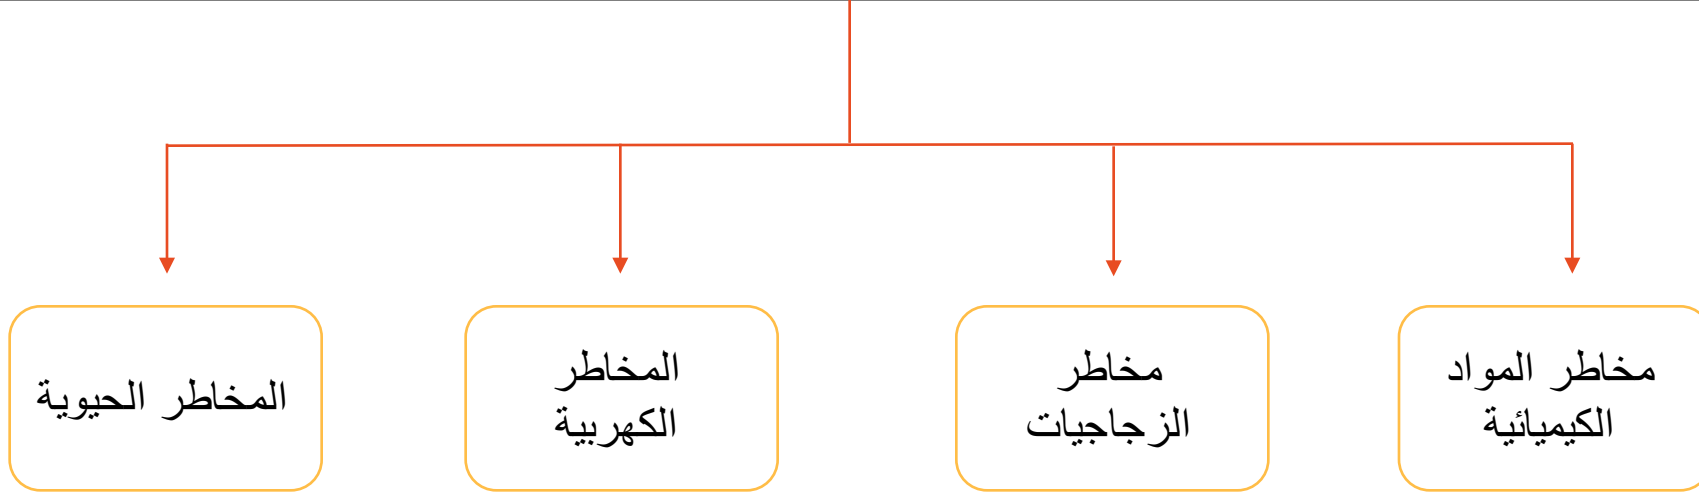 مخاطر المواد
الكيميائية
مخاطر
الزجاجيات
المخاطر
الكهربية
المخاطر الحيوية